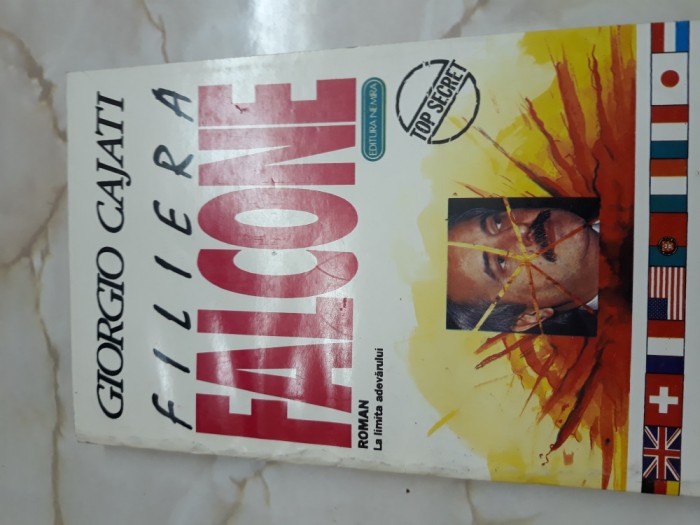 GIORGIO CAJATI
FILIERA
FALCONE
EDITURA NEMIRA
ROMAN
La limita adevărului
TOP SECRET